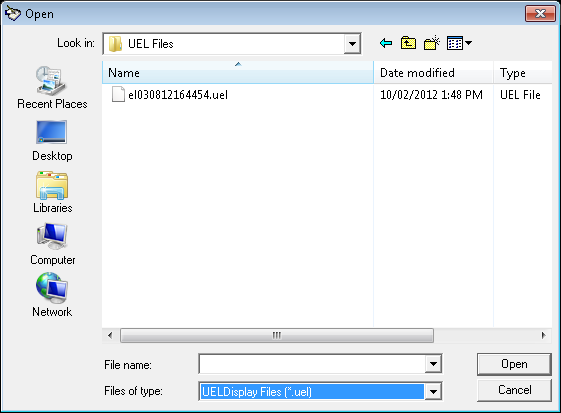 Open
Look in: UEL Files
Name Date modified Type
el030812164454.uel 10/02/2012 1:48 PM UEL File
Recent Places
Desktop
Libraries
Computer
Network
File name: Open
Files of type: UELDisplay Files (*.uel) Cancel